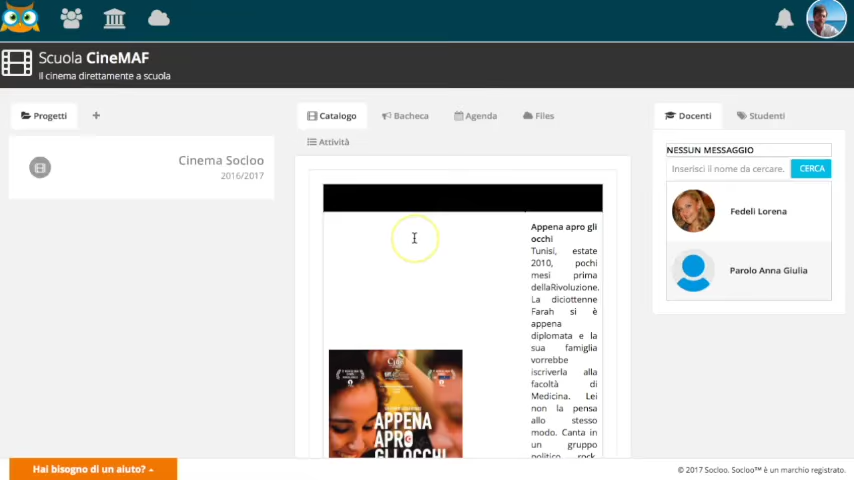 Scuola CineMAF
Il cinema direttamente a scuola
Progetti
+
Cinema Socloo
2016/2017
Catalogo
Bacheca
Agenda
Files
Attività
Appena apro gli
occhi
Tunisi, estate
2010, pochi
mesi prima
dellaRivoluzione.
La diciottenne
Farah si è
appena
diplomata e la
sua famiglia
vorrebbe
iscriverla alla
facoltà di
Medicina. Lei
non la pensa
allo stesso
modo. Canta in
un gruppo
politico rock,
APPENA
APRO
GLI OCCHI
Docenti
Studenti
NESSUN MESSAGGIO
Inserisci il nome da cercare.
CERCA
Fedeli Lorena
Parolo Anna Giulia
Hai bisogno di un aiuto?
© 2017 Socloo. Socloo™ è un marchio registrato.